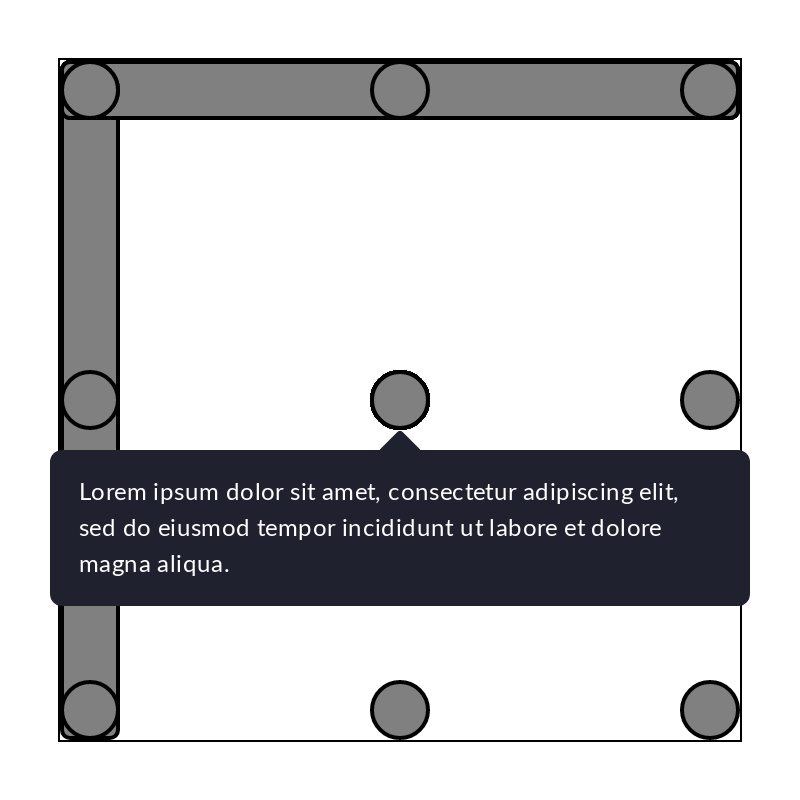 Lorem ipsum dolor sit amet, consectetur adipiscing elit,
sed do eiusmod tempor incididunt ut labore et dolore
magna aliqua.